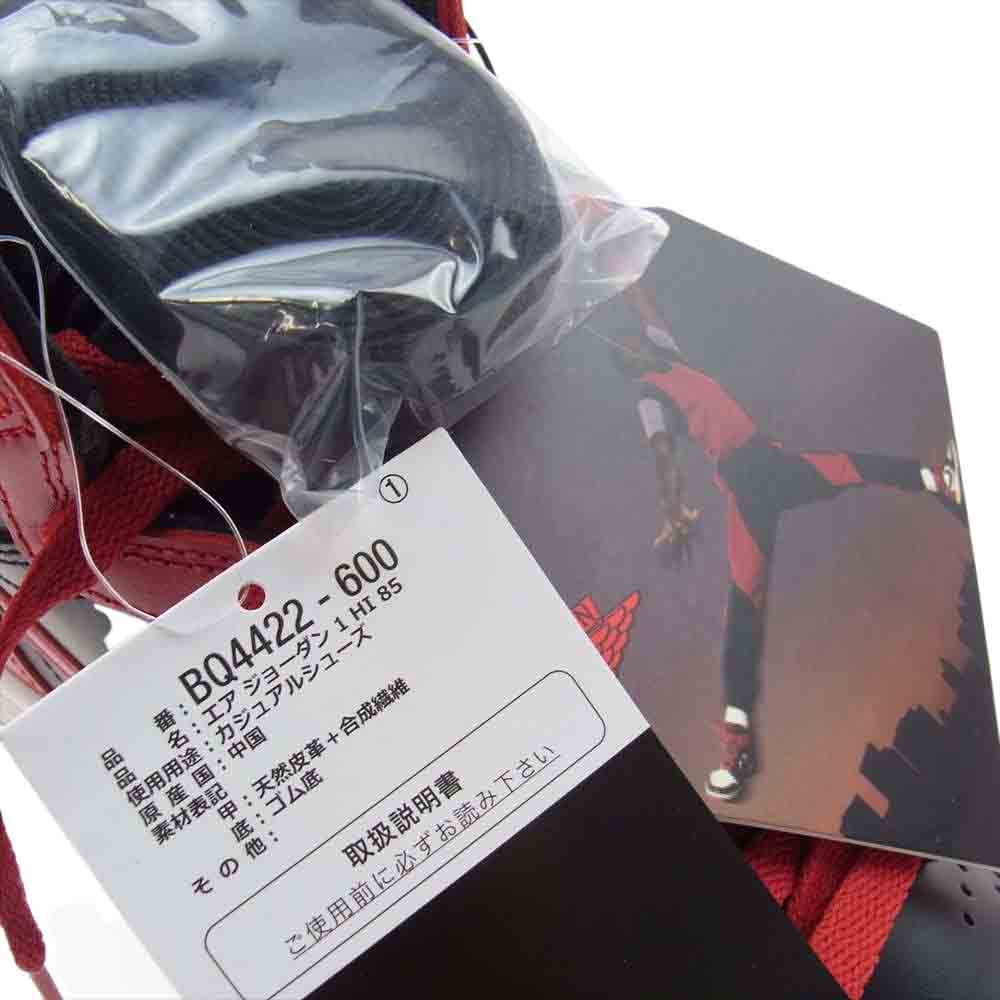 ①
品番：BQ4422-600
品名：エア ジョーダン 1 HI 85
使用用途：カジュアルシューズ
原産国：中国
素材表記 甲：天然皮革+合成繊維
底：ゴム底
その他：
取扱説明書
ご使用前に必ずお読み下さい